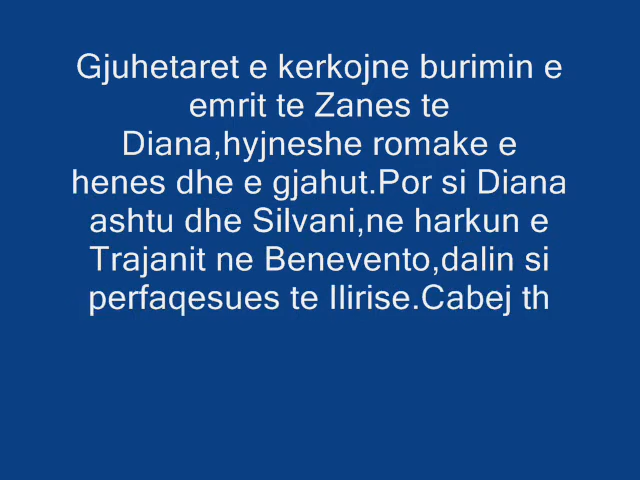 Gjuhetaret e kerkojne burimin e
emrit te Zanes te
Diana,hyjneshe romake e
henes dhe e gjahut.Por si Diana
ashtu dhe Silvani,ne harkun e
Trajanit ne Benevento,dalin si
perfaqesues te Ilirise.Cabej th